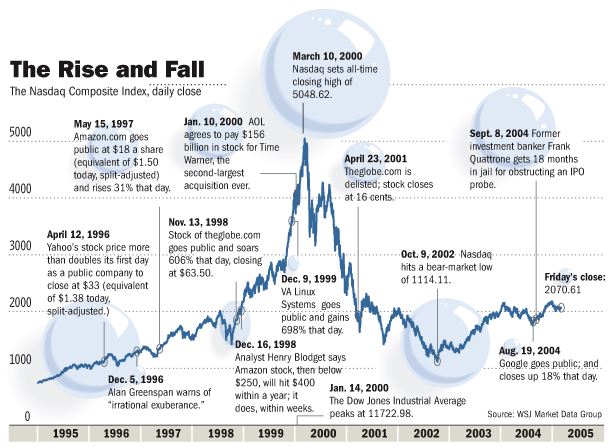 The Rise and Fall
The Nasdaq Composite Index, daily close
March 10, 2000
Nasdaq sets all-time
closing high of
5048.62.
May 15, 1997
Amazon.com goes
public at $18 a share
(equivalent of $1.50
today, split-adjusted)
and rises 31% that day.
Jan. 10, 2000 AOL
agrees to pay $156
billion in stock for Time
Warner, the
second-largest
acquisition ever.
Sept. 8, 2004 Former
investment banker Frank
Quattrone gets 18 months
in jail for obstructing an IPO
probe.
April 23, 2001
Theglobe.com is
delisted; stock closes
at 16 cents.
April 12, 1996
Yahoo's stock price more
than doubles its first day
as a public company to
close at $33 (equivalent
of $1.38 today,
split-adjusted.)
Nov. 13, 1998
Stock of theglobe.com
goes public and soars
606% that day, closing
at $63.50.
Oct. 9, 2002 Nasdaq
hits a bear-market low
of 1114.11.
Dec. 9, 1999
VA Linux
Systems goes
public and gains
698% that day.
Friday's close:
2070.61
Dec. 16, 1998
Analyst Henry Blodget says
Amazon stock, then below
$250, will hit $400
within a year; it
does, within weeks.
Aug. 19, 2004
Google goes public; and
closes up 18% that day.
Dec. 5, 1996
Alan Greenspan warns of
"irrational exuberance."
Jan. 14, 2000
The Dow Jones Industrial Average
peaks at 11722.98.
Source: WSJ Market Data Group
5000
4000
3000
2000
1000
0
1995 1996 1997 1998 1999 2000 2001 2002 2003 2004 2005